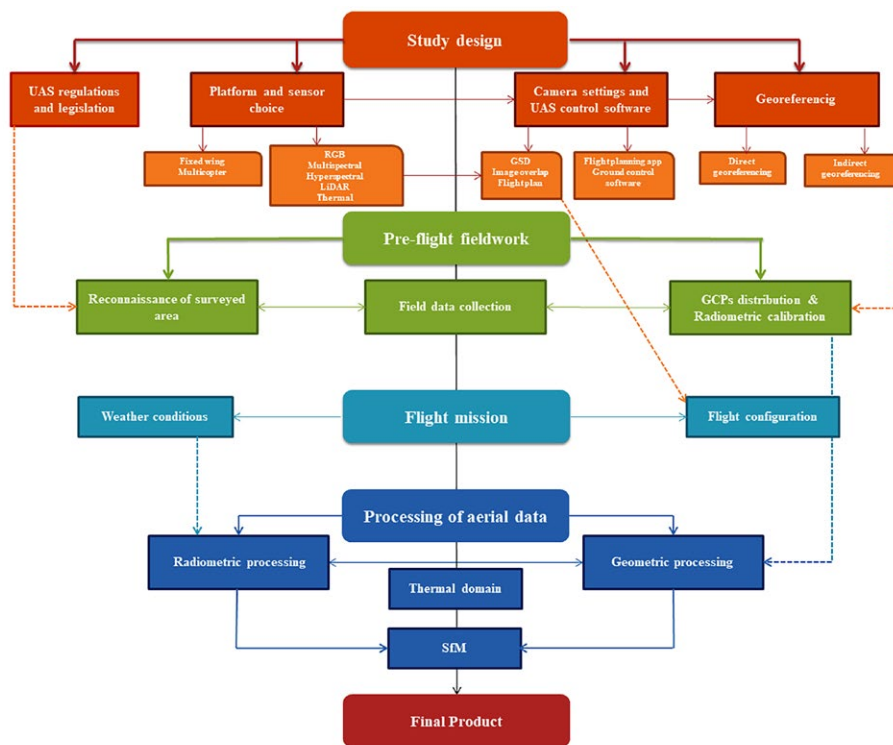 Study design
UAS regulations
and legislation
Platform and sensor
choice
Camera settings and
UAS control software
Georeferencig
Fixed wing
Multicopter
RGB
Multispectral
Hyperspectral
LiDAR
Thermal
GSD
Image overlap
Flightplan
Flightplanning app
Ground control
software
Direct
georeferencing
Indirect
georeferencing
Pre-flight fieldwork
Reconnaissance of surveyed
area
Field data collection
GCPs distribution &
Radiometric calibration
Weather conditions
Flight mission
Flight configuration
Processing of aerial data
Radiometric processing
Geometric processing
Thermal domain
SfM
Final Product